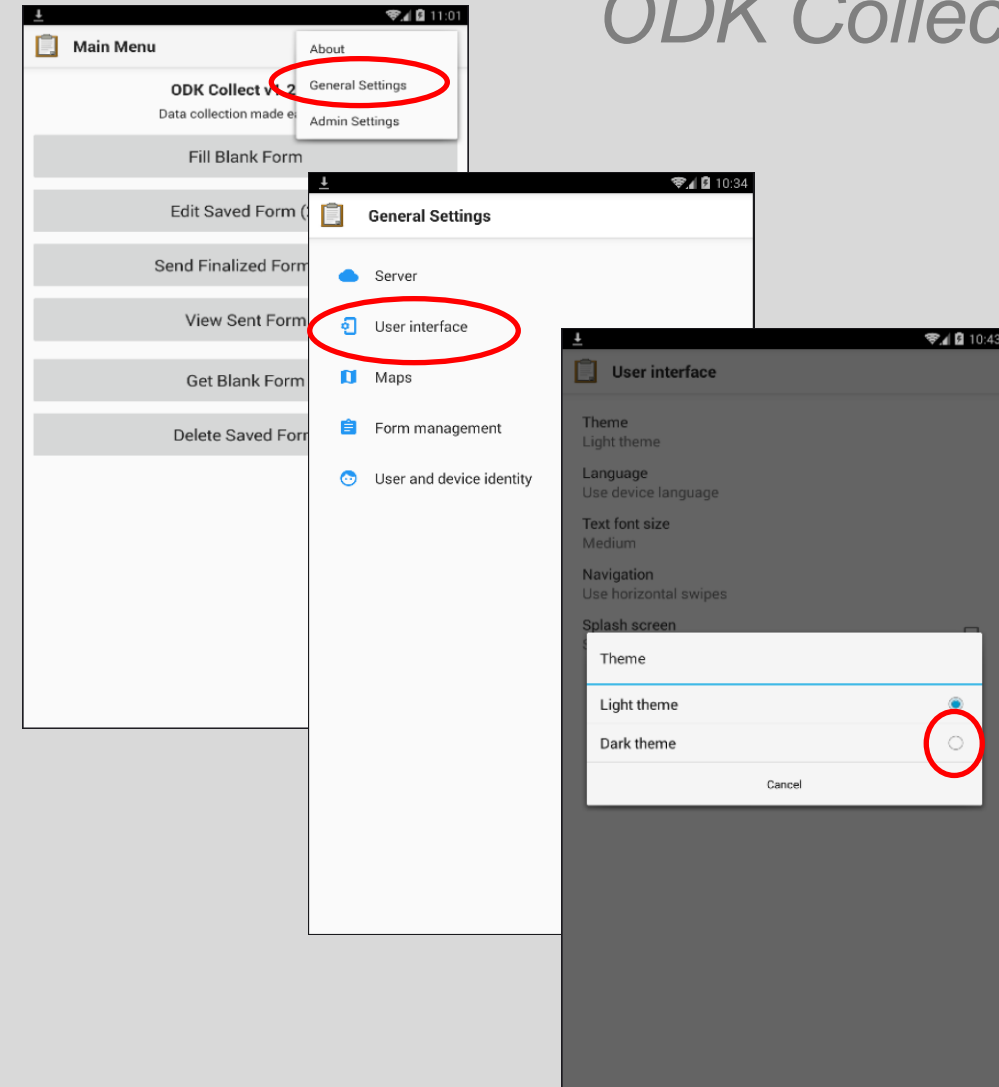 ODK Collec
11:01
Main Menu
About
General Settings
Admin Settings
ODK Collect v1.2
Data collection made e
Fill Blank Form
Edit Saved Form (
Send Finalized Form
View Sent Form
Get Blank Form
Delete Saved For
10:34
General Settings
Server
User interface
Maps
Form management
User and device identity
10:43
User interface
Theme
Light theme
Language
Use device language
Text font size
Medium
Navigation
Use horizontal swipes
Splash screen
Theme
Light theme
Dark theme
Cancel